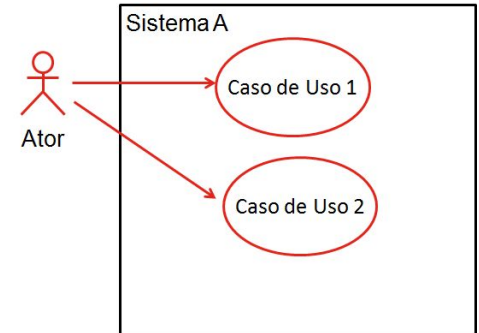 Sistema A
Caso de Uso 1
Ator
Caso de Uso 2